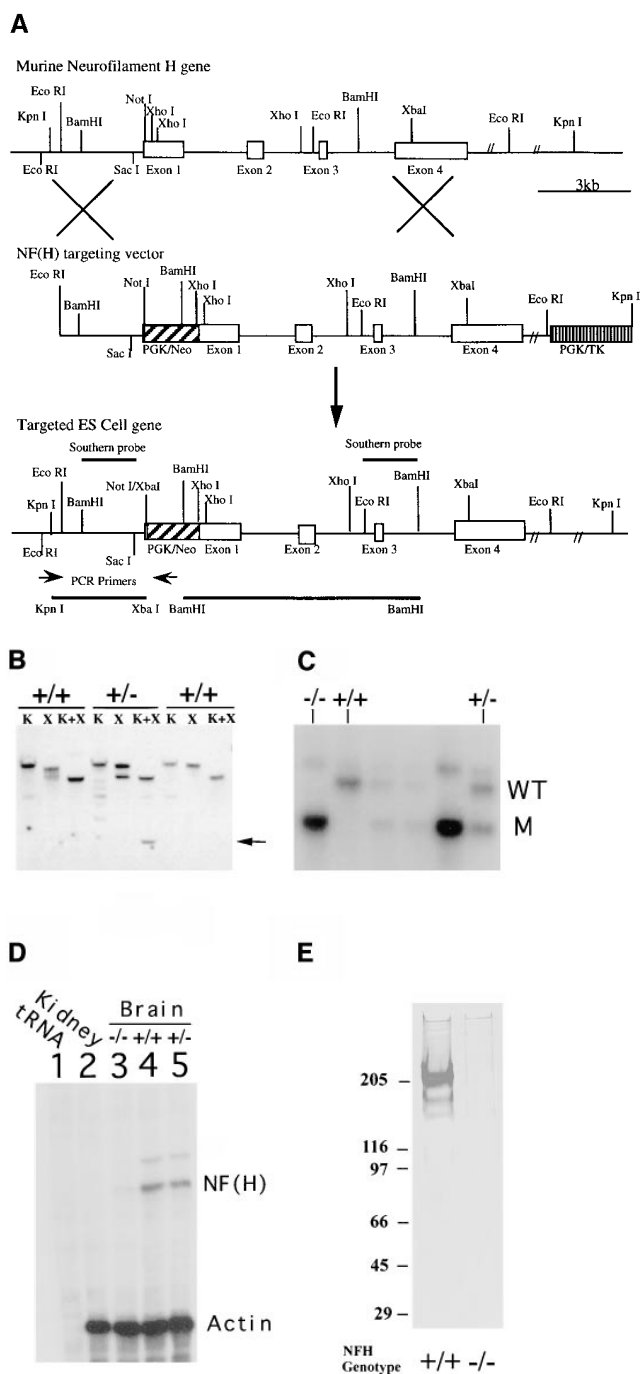 A
Murine Neurofilament H gene
Eco RI
Kpn I
BamHI
Not I
Xho I
Xho I
Xho I
Eco RI
BamHI
XbaI
Eco RI
Kpn I
Eco RI
Sac I
Exon 1
Exon 2
Exon 3
Exon 4
3kb
NF(H) targeting vector
Eco RI
BamHI
Not I
BamHI
Xho I
Xho I
Xho I
Eco RI
BamHI
XbaI
Eco RI
Kpn I
Sac I
PGK/Neo
Exon 1
Exon 2
Exon 3
Exon 4
PGK/TK
Targeted ES Cell gene
Southern probe
Southern probe
Eco RI
Kpn I
BamHI
Not I/XbaI
BamHI
Xho I
Xho I
Xho I
Eco RI
BamHI
XbaI
Eco RI
Kpn I
Eco RI
Sac I
PGK/Neo
Exon 1
Exon 2
Exon 3
Exon 4
PCR Primers
Kpn I
Xba I
BamHI
BamHI
B
+/+ +/- +/+
K X K+X K X K+X K X K+X
C
-/- +/+ +/-
WT
M
D
tRNA
Kidney
Brain
-/- +/+ +/-
1 2 3 4 5
NF(H)
Actin
E
205
116
97
66
45
29
NFH
Genotype
+/+ -/-